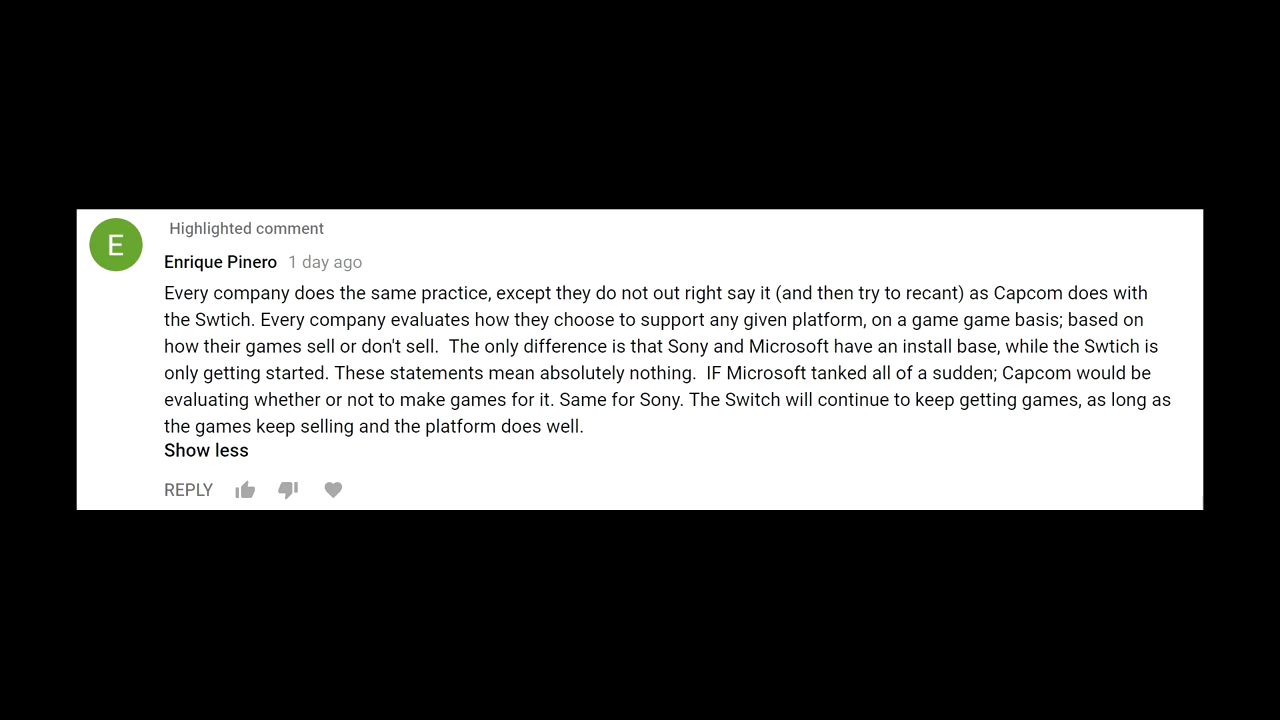 E
Highlighted comment
Enrique Pinero 1 day ago
Every company does the same practice, except they do not out right say it (and then try to recant) as Capcom does with
the Swtich. Every company evaluates how they choose to support any given platform, on a game game basis; based on
how their games sell or don't sell.  The only difference is that Sony and Microsoft have an install base, while the Swtich is
only getting started. These statements mean absolutely nothing.  IF Microsoft tanked all of a sudden; Capcom would be
evaluating whether or not to make games for it. Same for Sony. The Switch will continue to keep getting games, as long as
the games keep selling and the platform does well.
Show less
REPLY